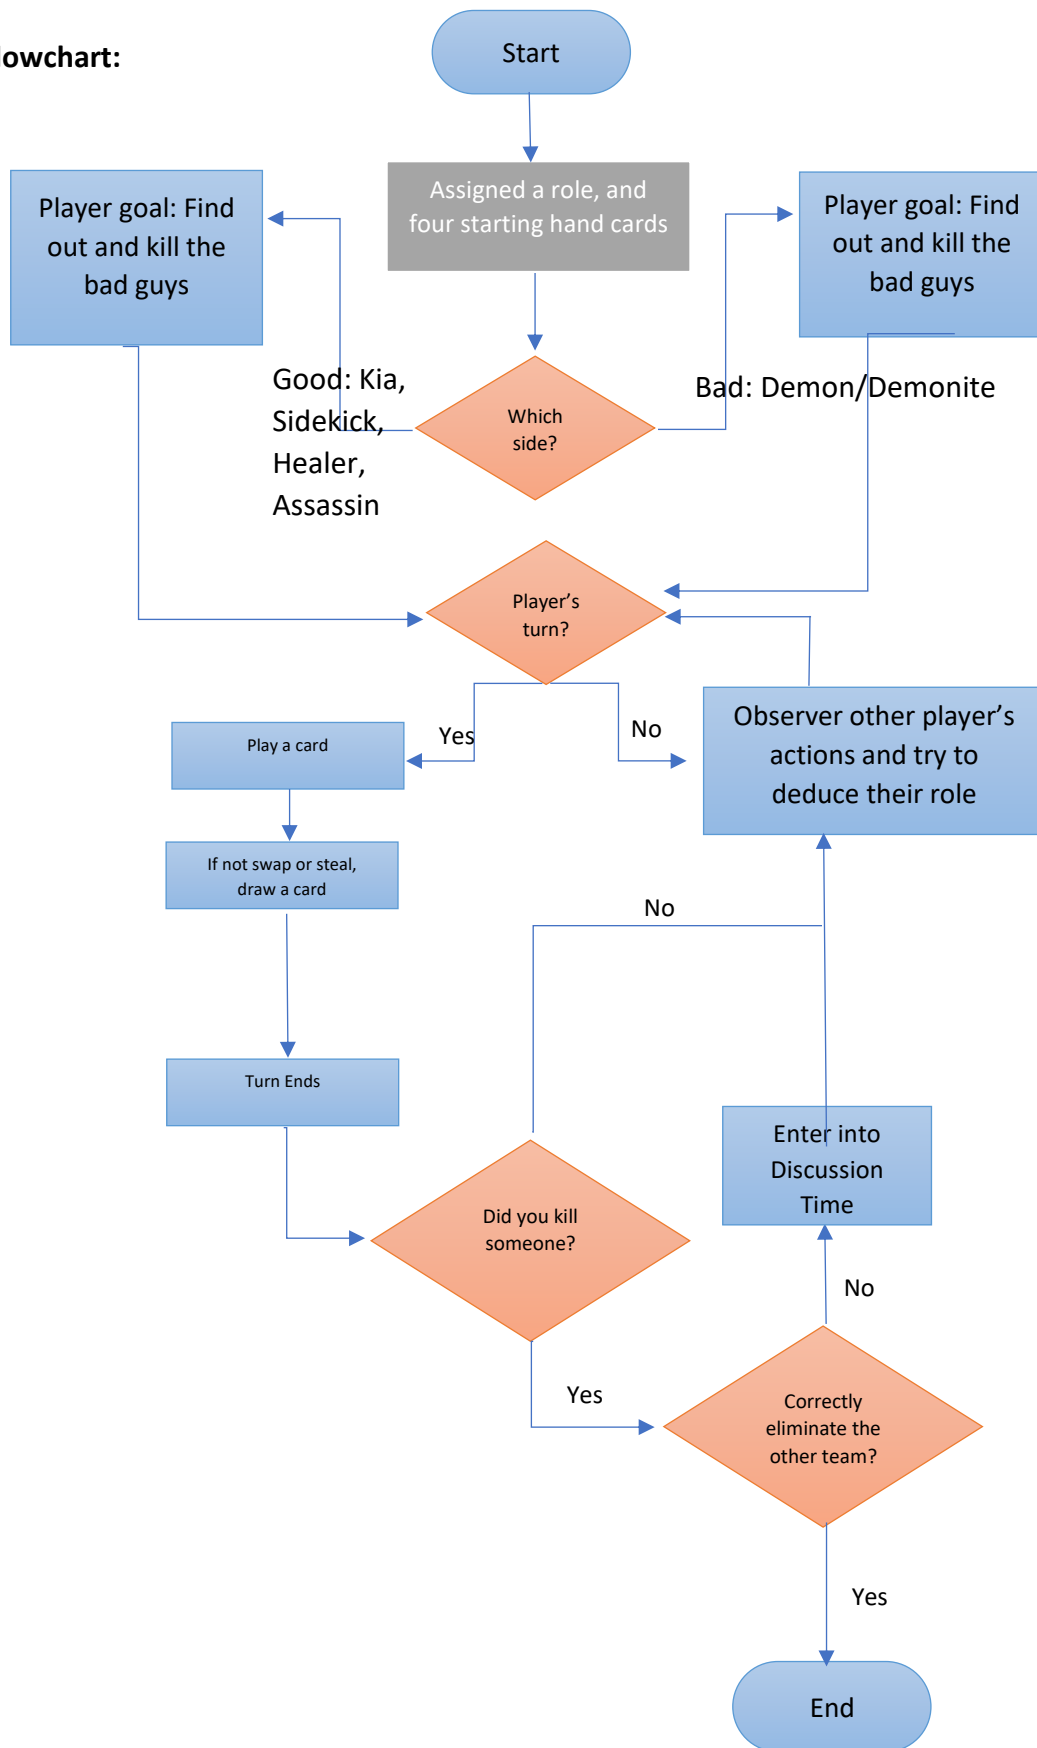 lowchart:
Start
Assigned a role, and
four starting hand cards
Player goal: Find
out and kill the
bad guys
Player goal: Find
out and kill the
bad guys
Good: Kia,
Sidekick,
Healer,
Assassin
Which
side?
Bad: Demon/Demonite
Player’s
turn?
Yes
No
Play a card
Observer other player’s
actions and try to
deduce their role
If not swap or steal,
draw a card
No
Turn Ends
Enter into
Discussion
Time
Did you kill
someone?
No
Yes
Correctly
eliminate the
other team?
Yes
End